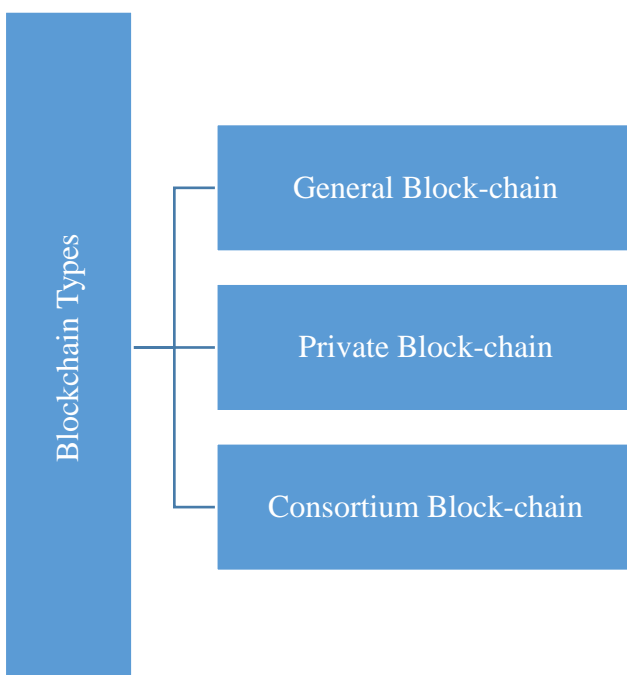 Blockchain Types
General Block-chain
Private Block-chain
Consortium Block-chain